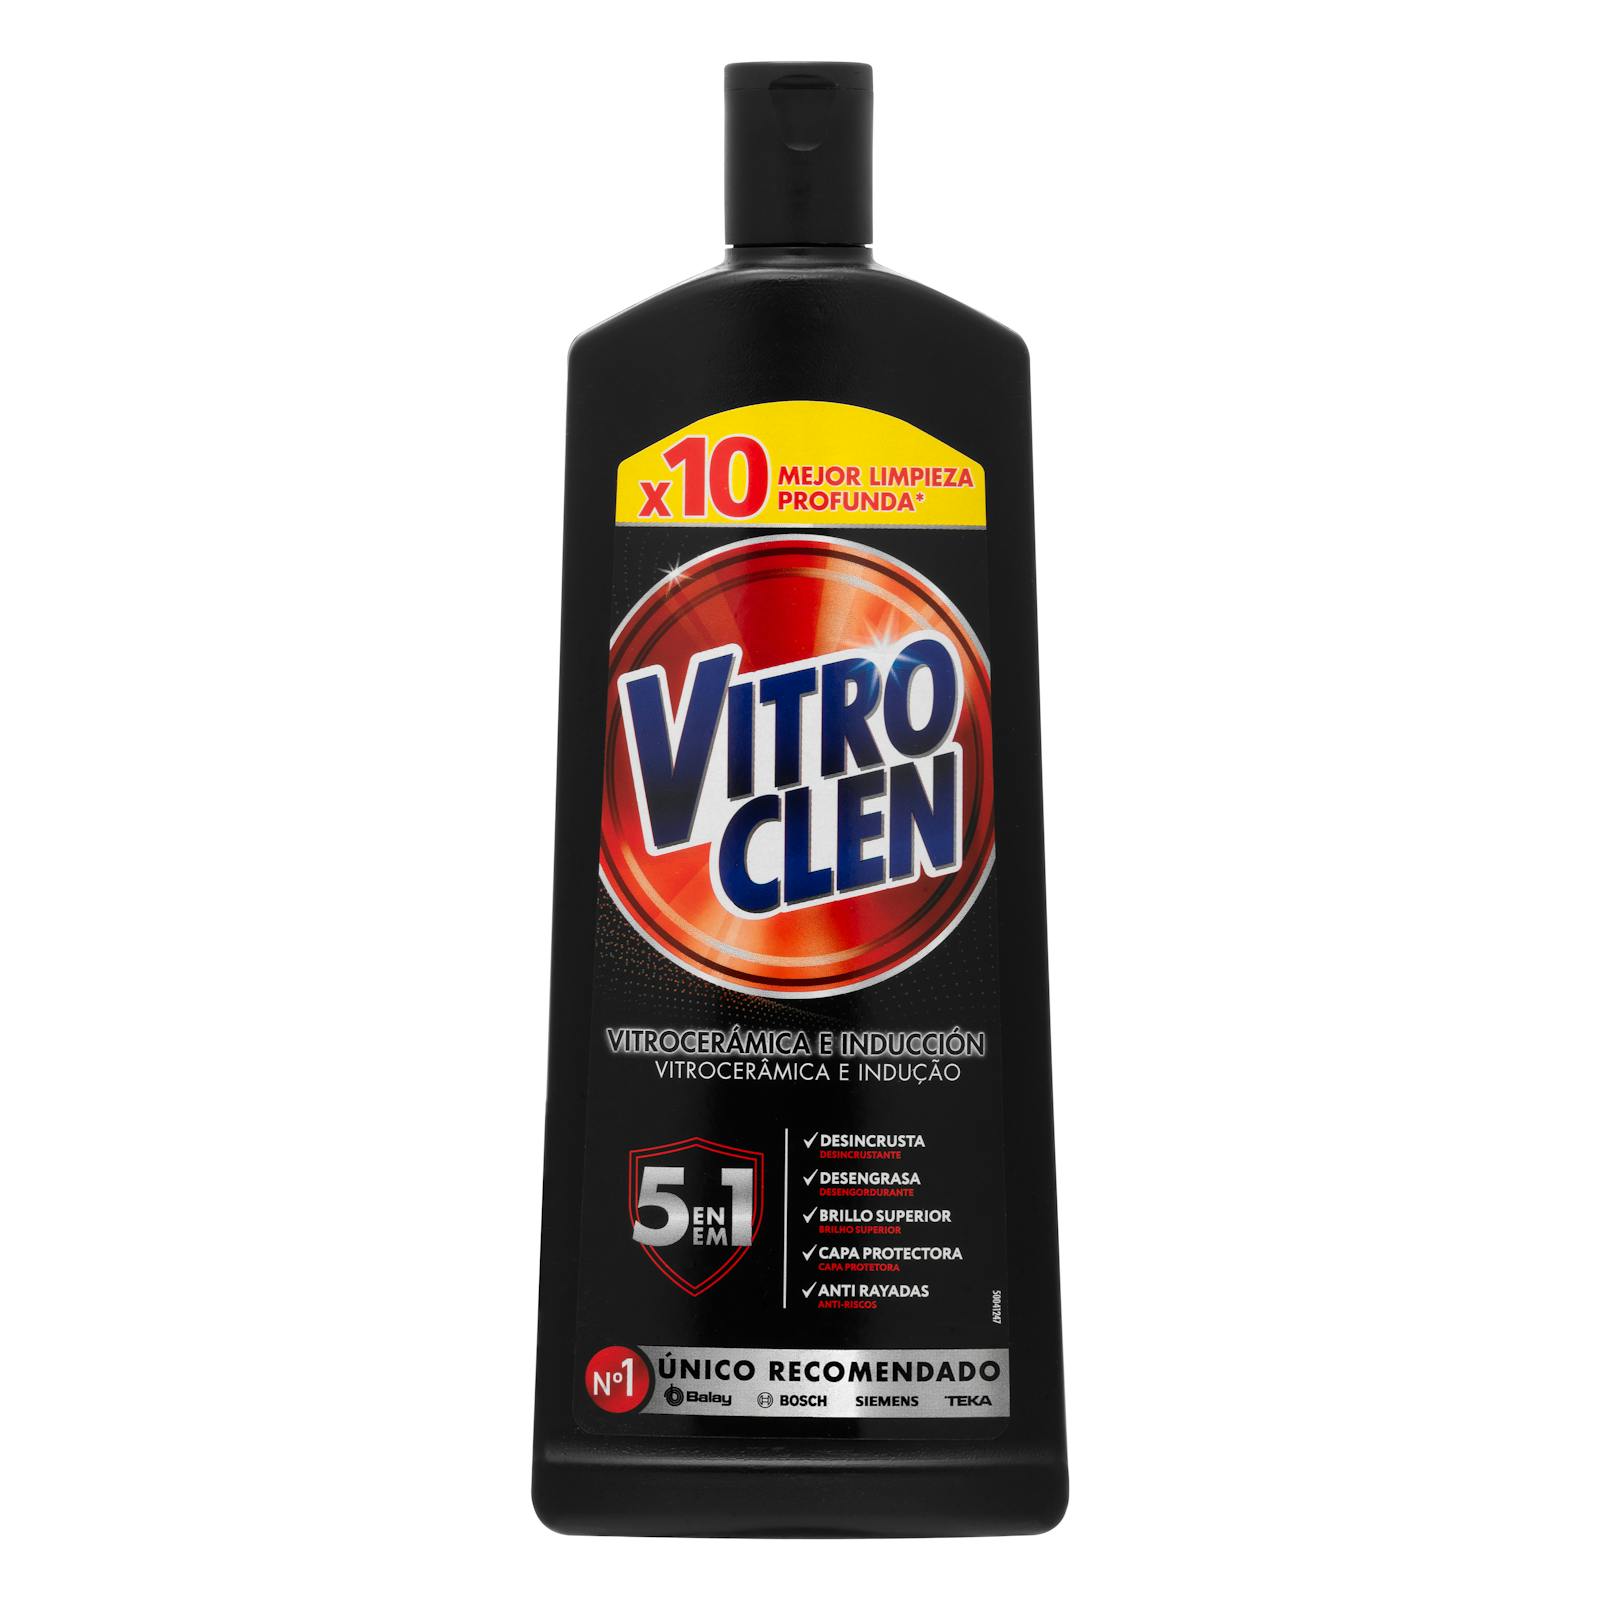 x10 MEJOR LIMPIEZA
PROFUNDA*
VITRO
CLEN
VITROCERÁMICA E INDUCCIÓN
VITROCERÂMICA E INDUÇÃO
5 EN EM 1
DESINCRUSTA
DESINCRUSTANTE
DESENGRASA
DESENGORDURANTE
BRILLO SUPERIOR
BRILHO SUPERIOR
CAPA PROTECTORA
CAPA PROTETORA
ANTI RAYADAS
ANTI-RISCOS
50041247
Nº1 ÚNICO RECOMENDADO
Balay BOSCH SIEMENS TEKA